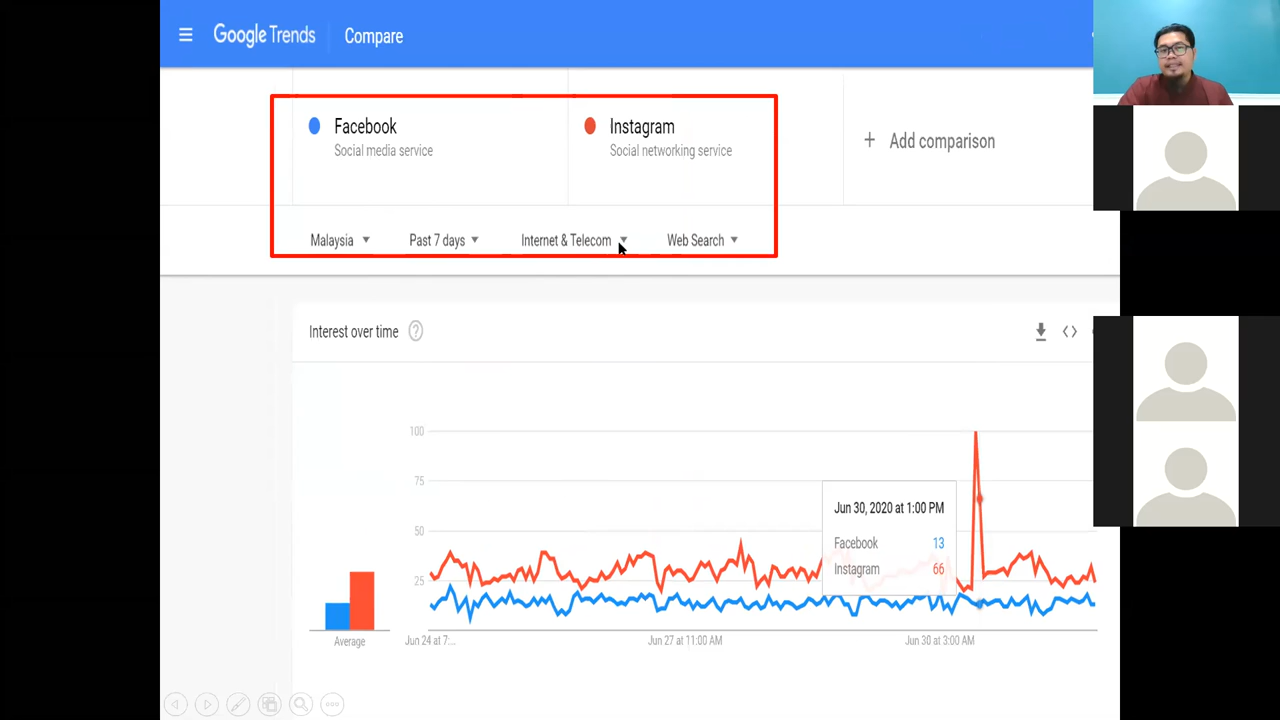 Google Trends Compare
Facebook
Social media service
Instagram
Social networking service
+ Add comparison
Malaysia Past 7 days Internet & Telecom Web Search
Interest over time ?
100
75
50
25
Jun 30, 2020 at 1:00 PM
Facebook 13
Instagram 66
Average
Jun 24 at 7:... Jun 27 at 11:00 AM Jun 30 at 3:00 AM